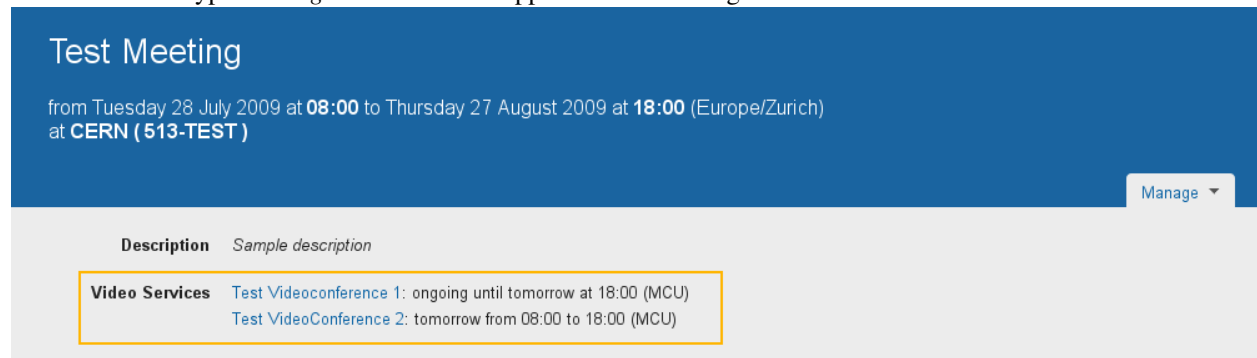 Test Meeting
from Tuesday 28 July 2009 at 08:00 to Thursday 27 August 2009 at 18:00 (Europe/Zurich)
at CERN ( 513-TEST )
Manage
Description Sample description
Video Services Test Videoconference 1: ongoing until tomorrow at 18:00 (MCU)
Test VideoConference 2: tomorrow from 08:00 to 18:00 (MCU)